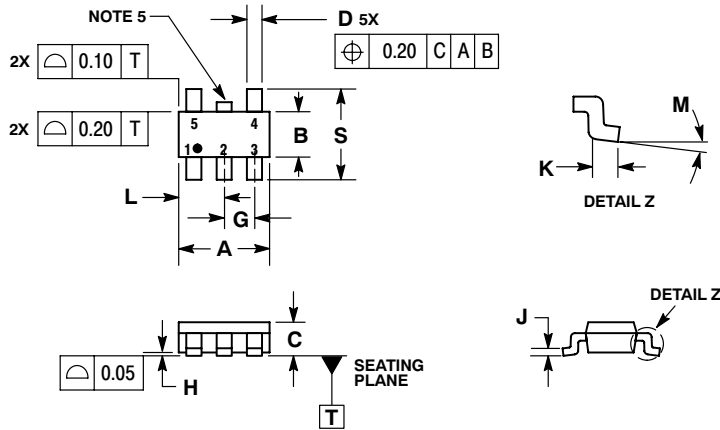 NOTE 5
D 5X
0.20 C A B
2X 0.10 T
2X 0.20 T
5 4
1 2 3
B
S
L
G
A
M
K
DETAIL Z
DETAIL Z
J
C
SEATING
PLANE
0.05
H
T